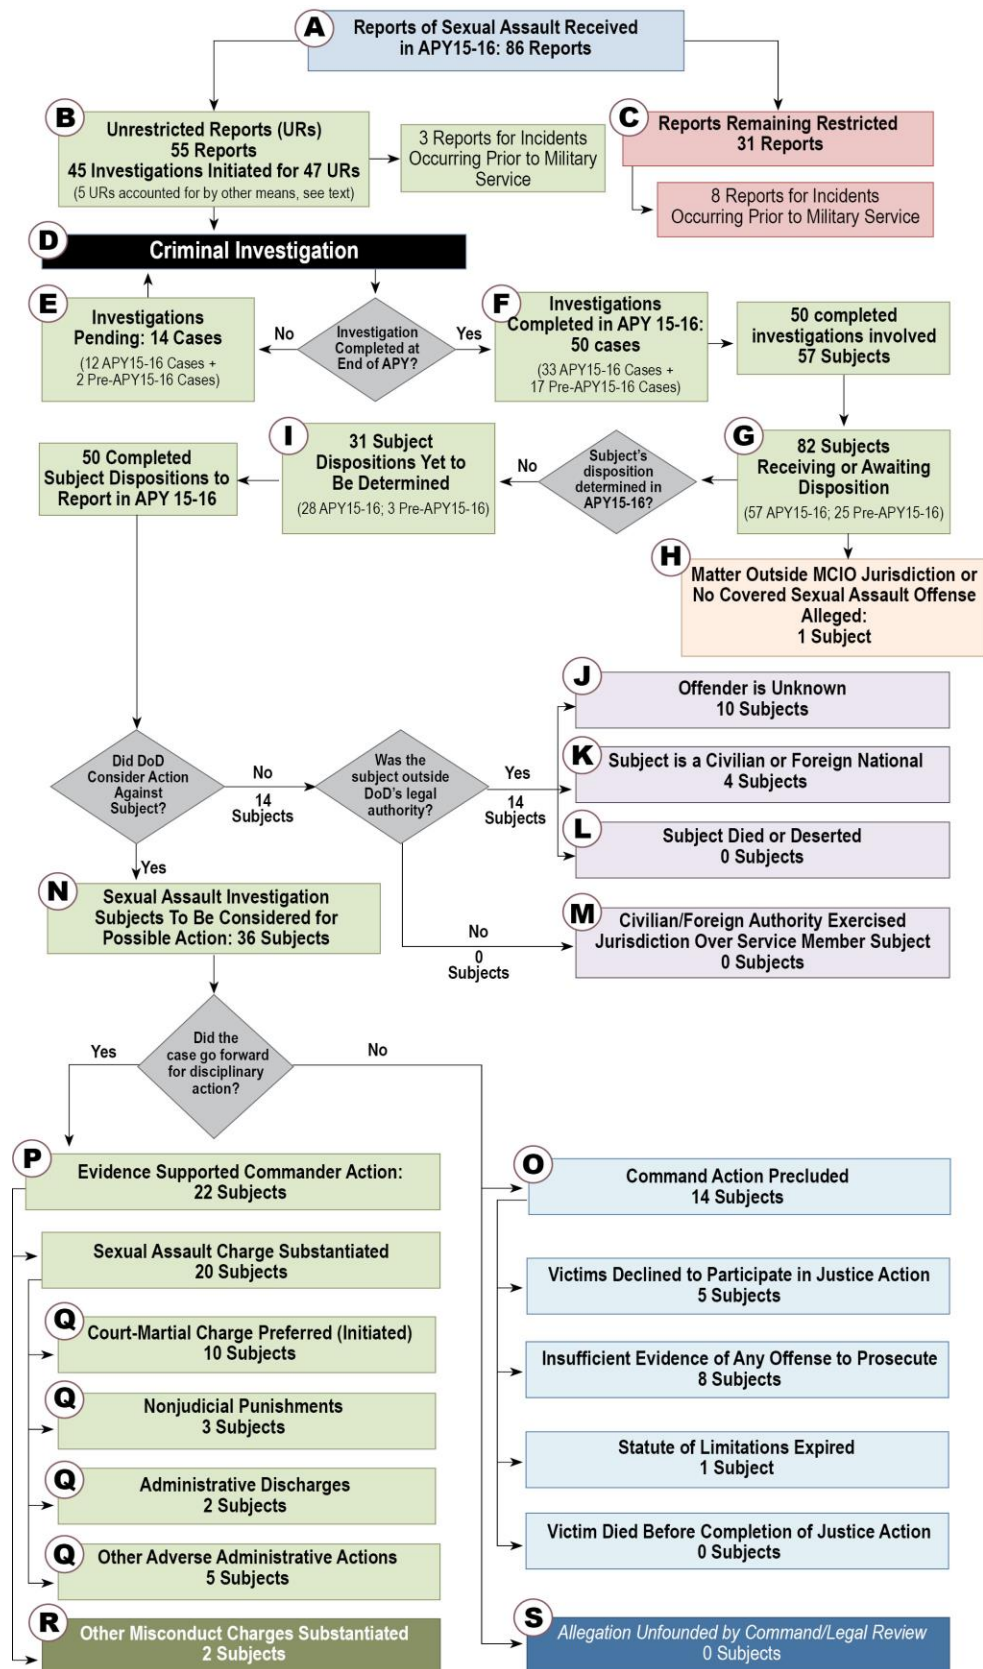 A
Reports of Sexual Assault Received
in APY15-16: 86 Reports
B
Unrestricted Reports (URs)
55 Reports
45 Investigations Initiated for 47 URs
(5 URs accounted for by other means, see text)
3 Reports for Incidents
Occurring Prior to Military
Service
C
Reports Remaining Restricted
31 Reports
8 Reports for Incidents
Occurring Prior to Military Service
D
Criminal Investigation
E
Investigations
Pending: 14 Cases
(12 APY15-16 Cases +
2 Pre-APY15-16 Cases)
No
Investigation
Completed at
End of APY?
Yes
F
Investigations
Completed in APY 15-16:
50 cases
(33 APY15-16 Cases +
17 Pre-APY15-16 Cases)
50 completed
investigations involved
57 Subjects
G
82 Subjects
Receiving or Awaiting
Disposition
(57 APY15-16; 25 Pre-APY15-16)
Subject's
disposition
determined in
APY15-16?
No
I
31 Subject
Dispositions Yet to
Be Determined
(28 APY15-16; 3 Pre-APY15-16)
50 Completed
Subject Dispositions to
Report in APY 15-16
H
Matter Outside MCIO Jurisdiction or
No Covered Sexual Assault Offense
Alleged:
1 Subject
Did DoD
Consider Action
Against
Subject?
No
14
Subjects
Was the
subject outside
DoD's legal
authority?
Yes
14
Subjects
J
Offender is Unknown
10 Subjects
K
Subject is a Civilian or Foreign National
4 Subjects
L
Subject Died or Deserted
0 Subjects
No
0
Subjects
M
Civilian/Foreign Authority Exercised
Jurisdiction Over Service Member Subject
0 Subjects
Yes
N
Sexual Assault Investigation
Subjects To Be Considered for
Possible Action: 36 Subjects
Did the
case go forward
for disciplinary
action?
Yes
No
P
Evidence Supported Commander Action:
22 Subjects
Sexual Assault Charge Substantiated
20 Subjects
Q
Court-Martial Charge Preferred (Initiated)
10 Subjects
Q
Nonjudicial Punishments
3 Subjects
Q
Administrative Discharges
2 Subjects
Q
Other Adverse Administrative Actions
5 Subjects
R
Other Misconduct Charges Substantiated
2 Subjects
O
Command Action Precluded
14 Subjects
Victims Declined to Participate in Justice Action
5 Subjects
Insufficient Evidence of Any Offense to Prosecute
8 Subjects
Statute of Limitations Expired
1 Subject
Victim Died Before Completion of Justice Action
0 Subjects
S
Allegation Unfounded by Command/Legal Review
0 Subjects